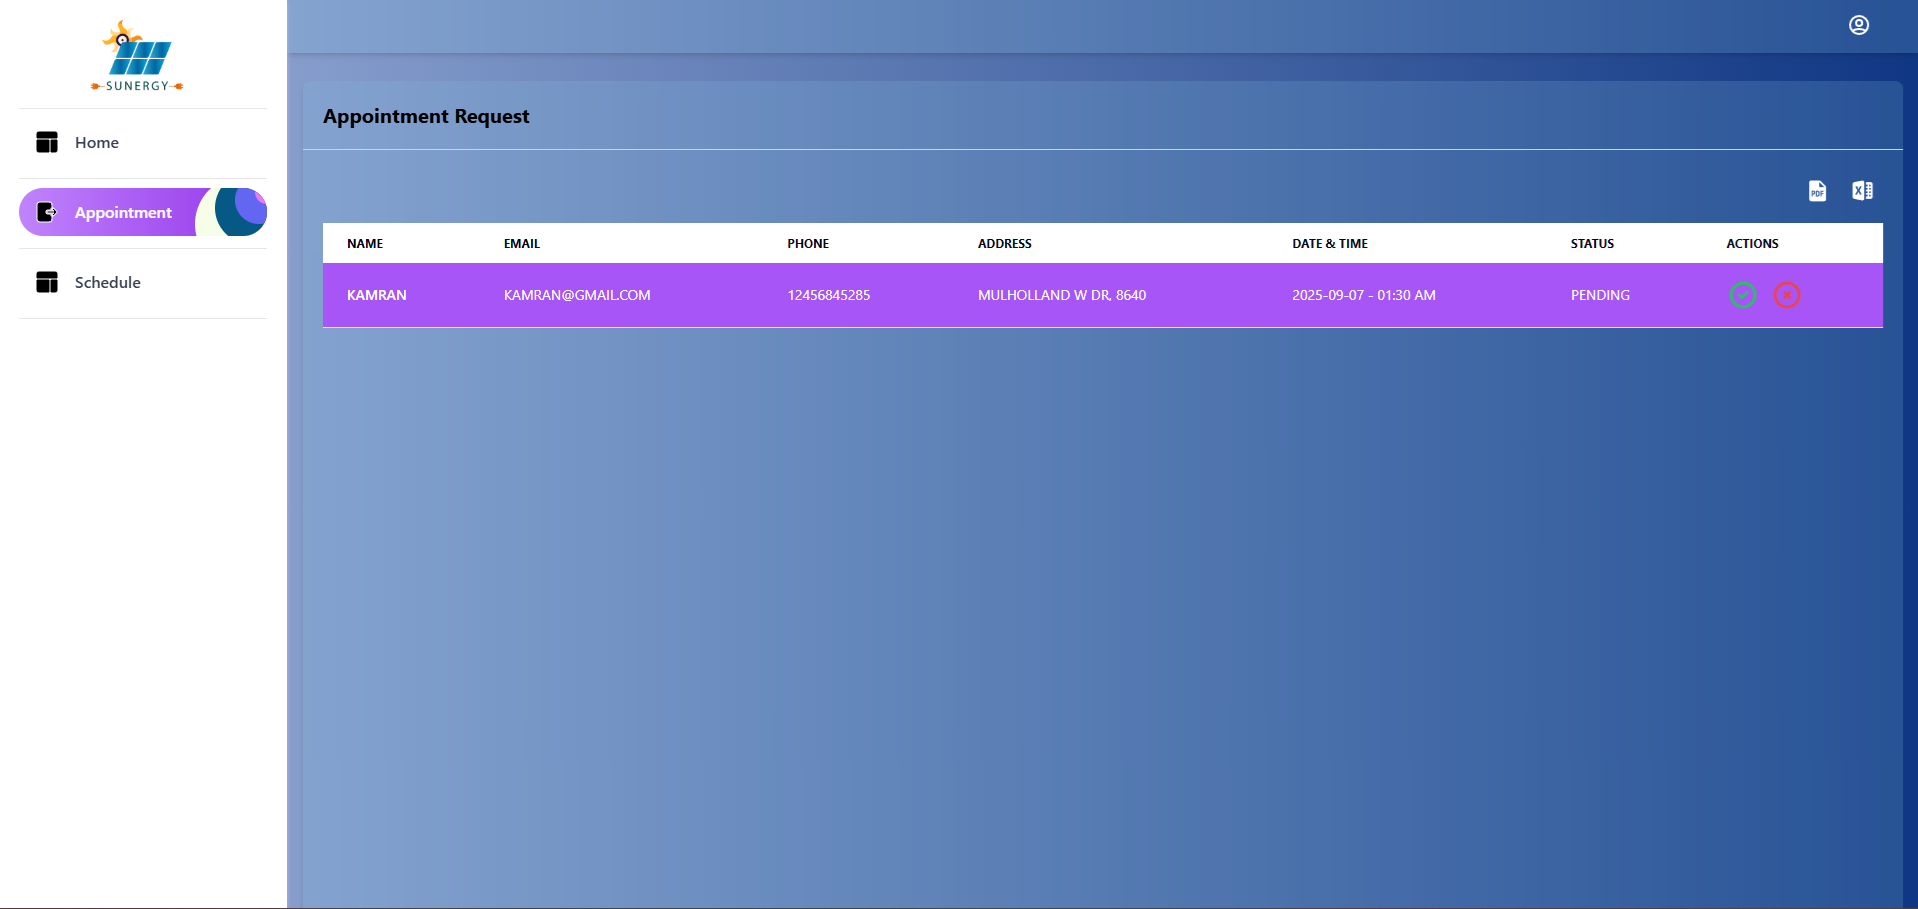 SUNERGY
Home
Appointment
Schedule
Appointment Request
PDF
X
NAME EMAIL PHONE ADDRESS DATE & TIME STATUS ACTIONS
KAMRAN KAMRAN@GMAIL.COM 12456845285 MULHOLLAND W DR, 8640 2025-09-07 - 01:30 AM PENDING